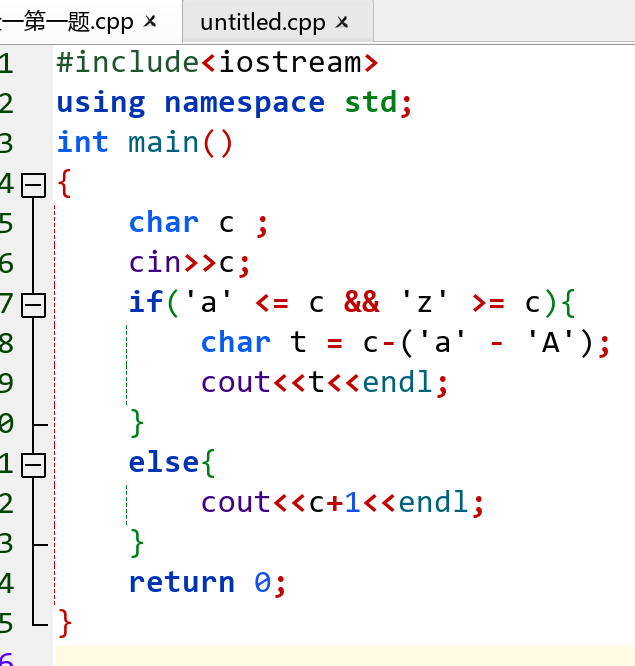 一第一题.cpp × untitled.cpp ×
1 #include<iostream>
2 using namespace std;
3 int main()
4 {
5 char c ;
6 cin>>c;
7 if('a' <= c && 'z' >= c){
8 char t = c-('a' - 'A');
9 cout<<t<<endl;
0 }
1 else{
2 cout<<c+1<<endl;
3 }
4 return 0;
5 }
6